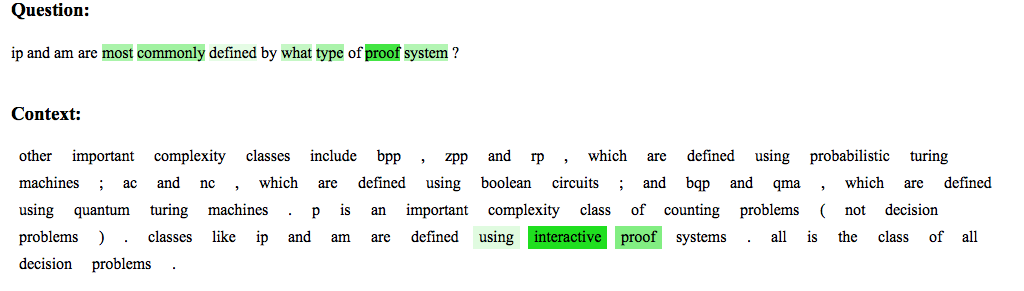 Question:
ip and am are most commonly defined by what type of proof system ?
Context:
other important complexity classes include bpp , zpp and rp , which are defined using probabilistic turing
machines ; ac and nc , which are defined using boolean circuits ; and bqp and qma , which are defined
using quantum turing machines . p is an important complexity class of counting problems ( not decision
problems ) . classes like ip and am are defined using interactive proof systems . all is the class of all
decision problems .